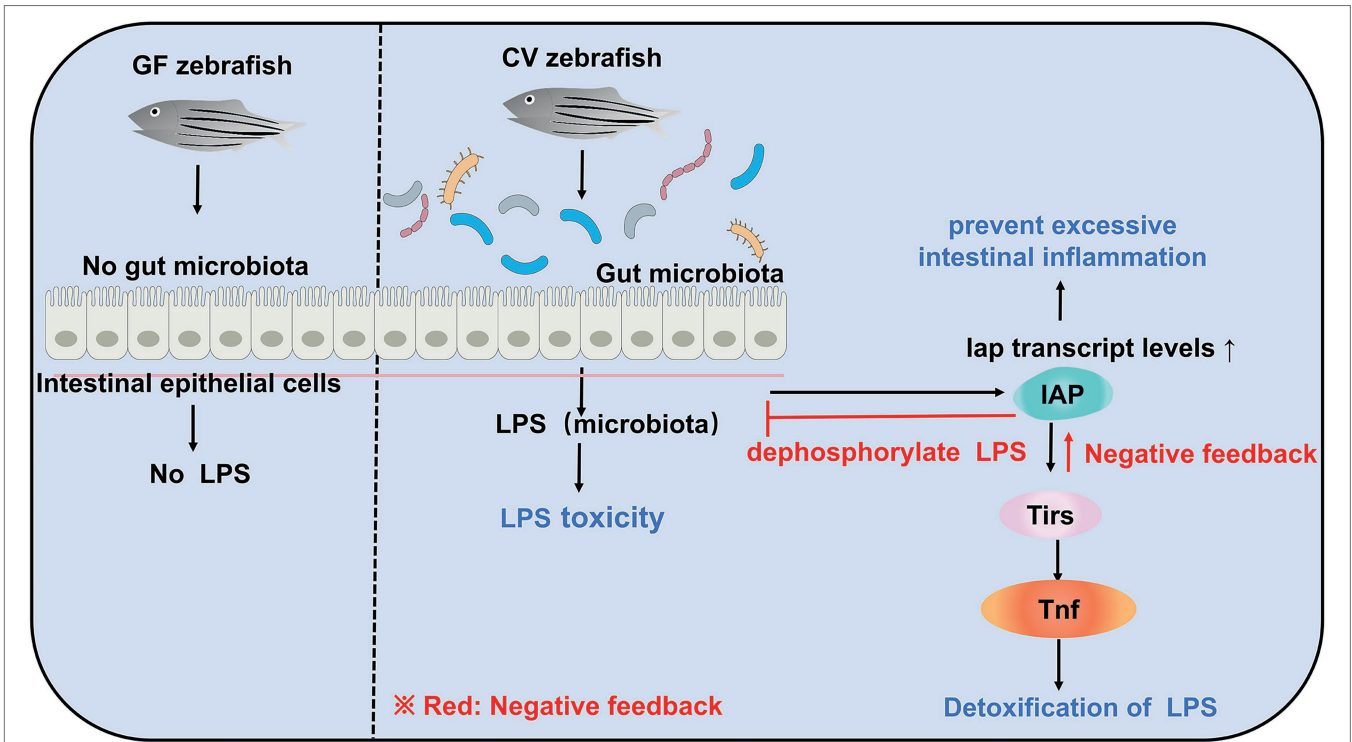 GF zebrafish
No gut microbiota
Intestinal epithelial cells
No LPS
CV zebrafish
Gut microbiota
LPS (microbiota)
LPS toxicity
prevent excessive
intestinal inflammation
Iap transcript levels ↑
IAP
dephosphorylate LPS
Negative feedback
Tirs
Tnf
Detoxification of LPS
※ Red: Negative feedback